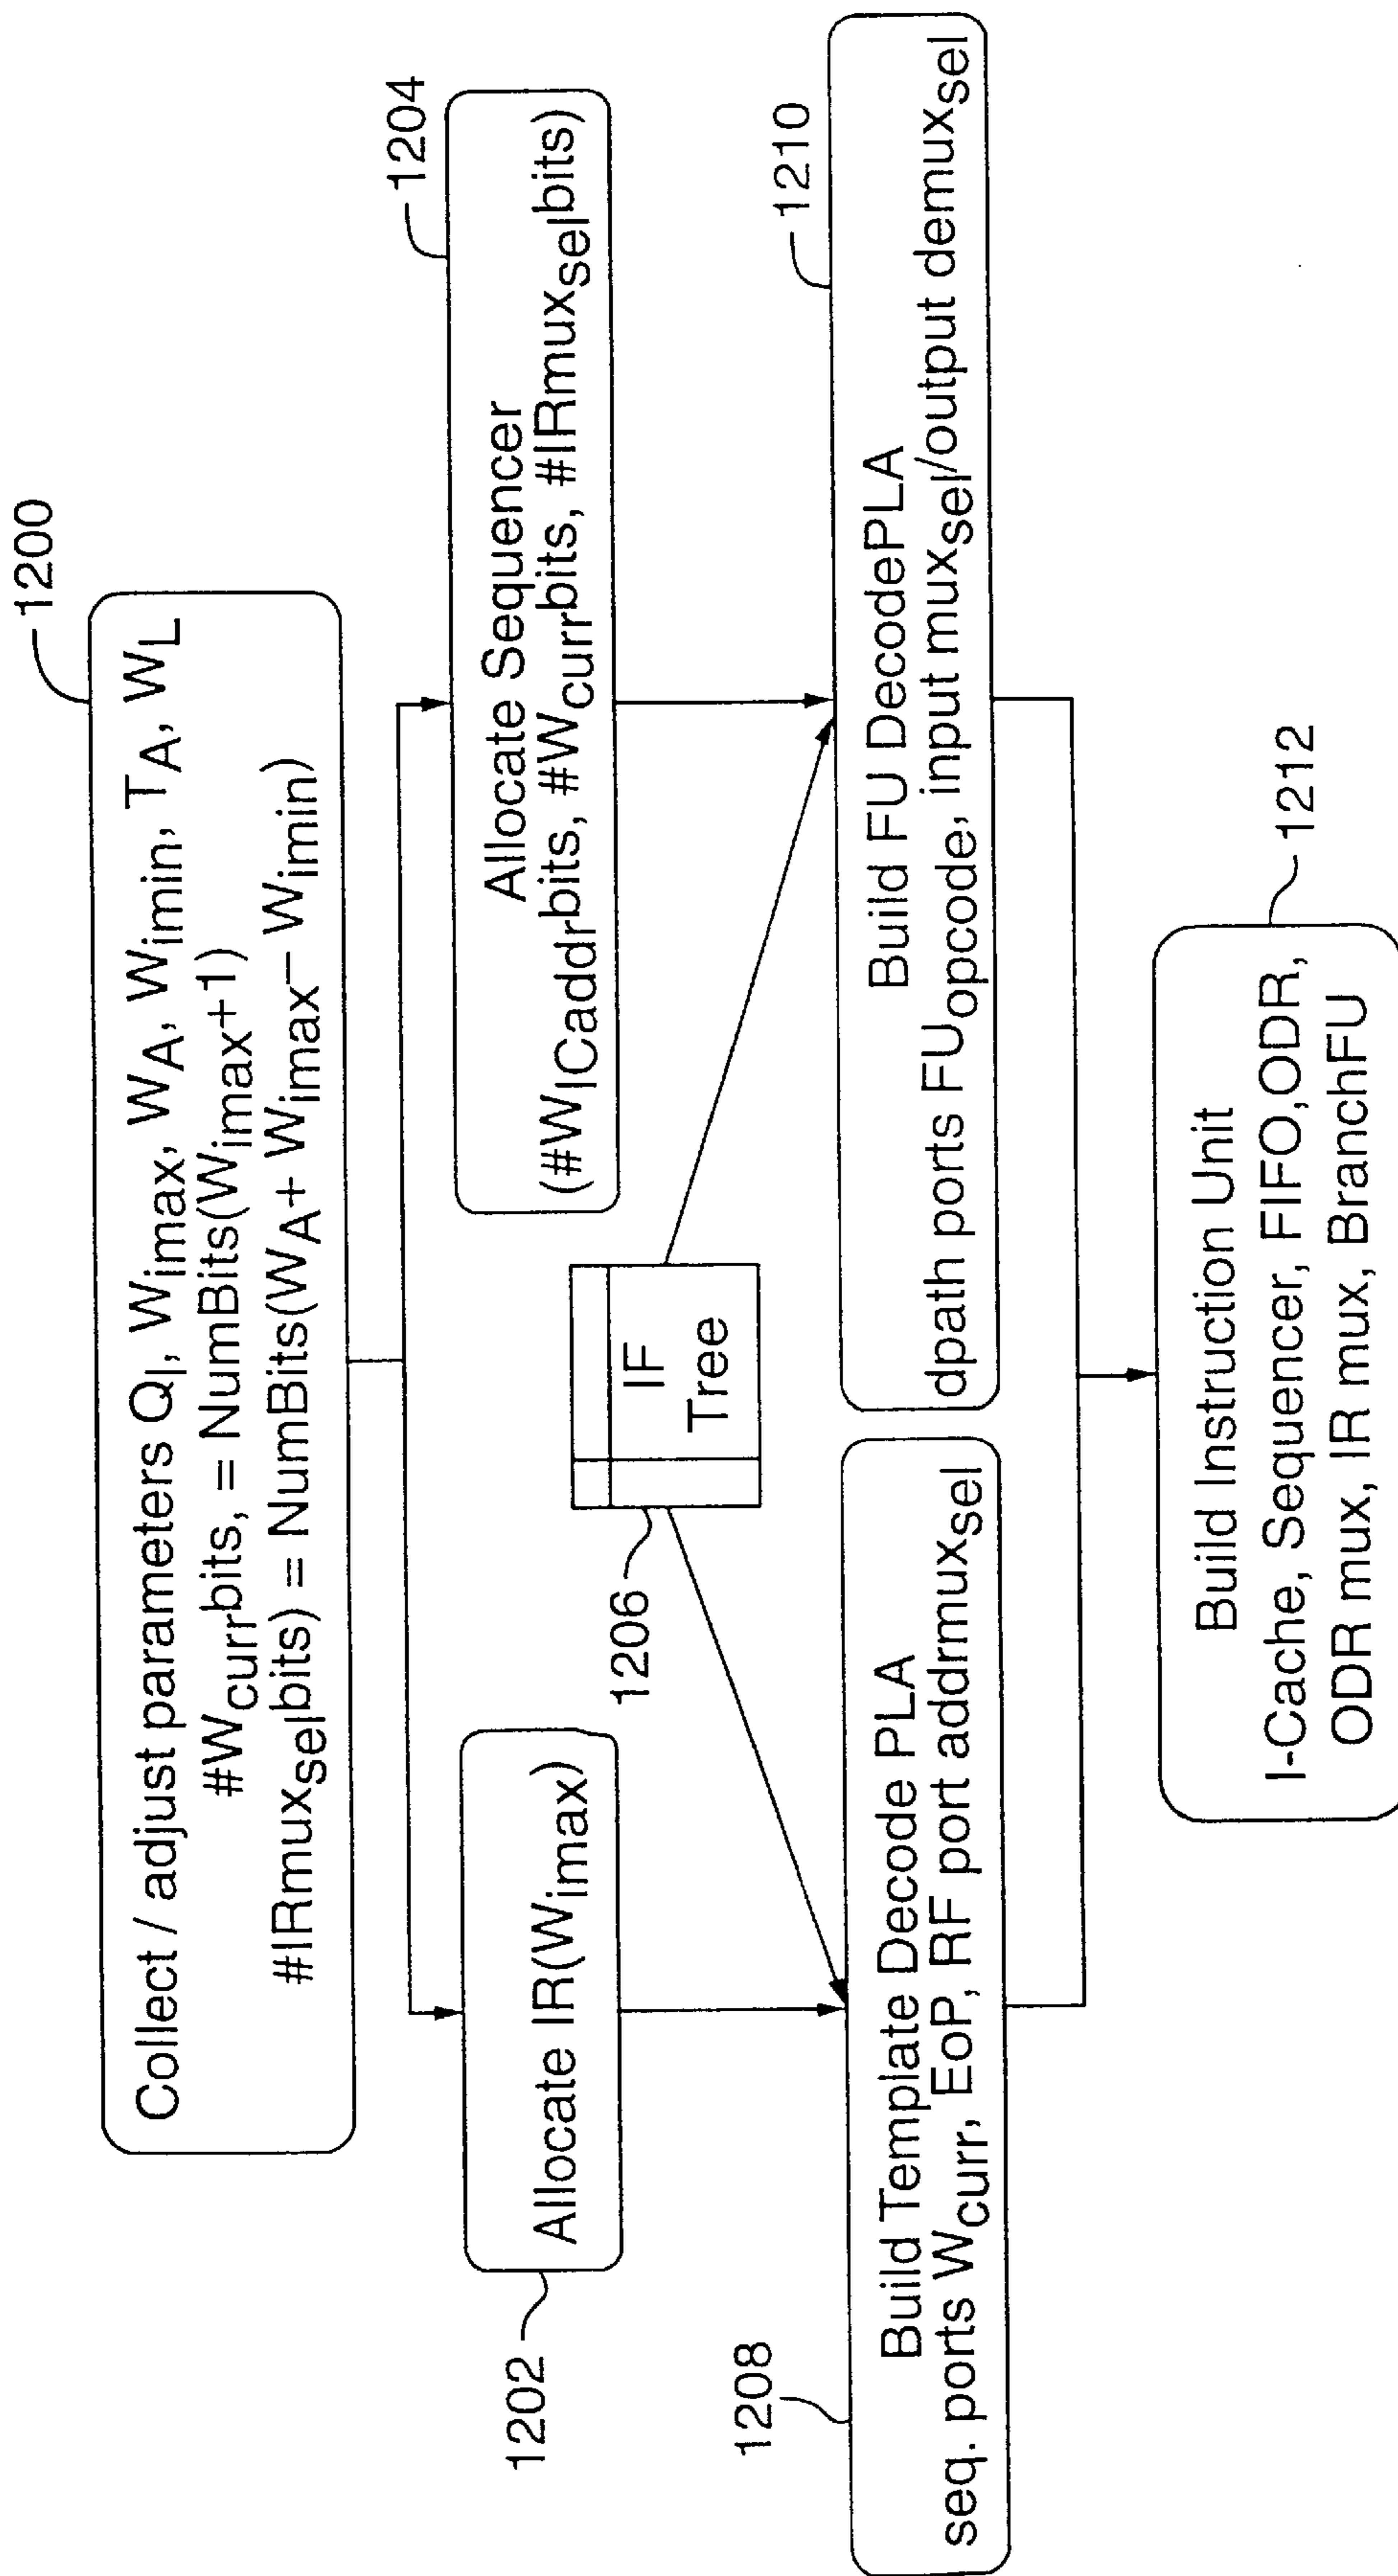 1200
Collect / adjust parameters QI, Wimax, WA, Wimin, TA, WL
#Wcurrbits, = NumBits(Wimax+1)
#IRmuxselbits) = NumBits(WA+ Wimax- Wimin)
1202
Allocate IR(Wimax)
1204
Allocate Sequencer
(#WICaddrbits, #Wcurrbits, #IRmuxselbits)
1206
IF
Tree
1208
Build Template Decode PLA
seq. ports Wcurr, EoP, RF port addrmuxsel
1210
Build FU DecodePLA
dpath ports FUopcode, input muxsel/output demuxsel
1212
Build Instruction Unit
I-Cache, Sequencer, FIFO,ODR,
ODR mux, IR mux, BranchFU